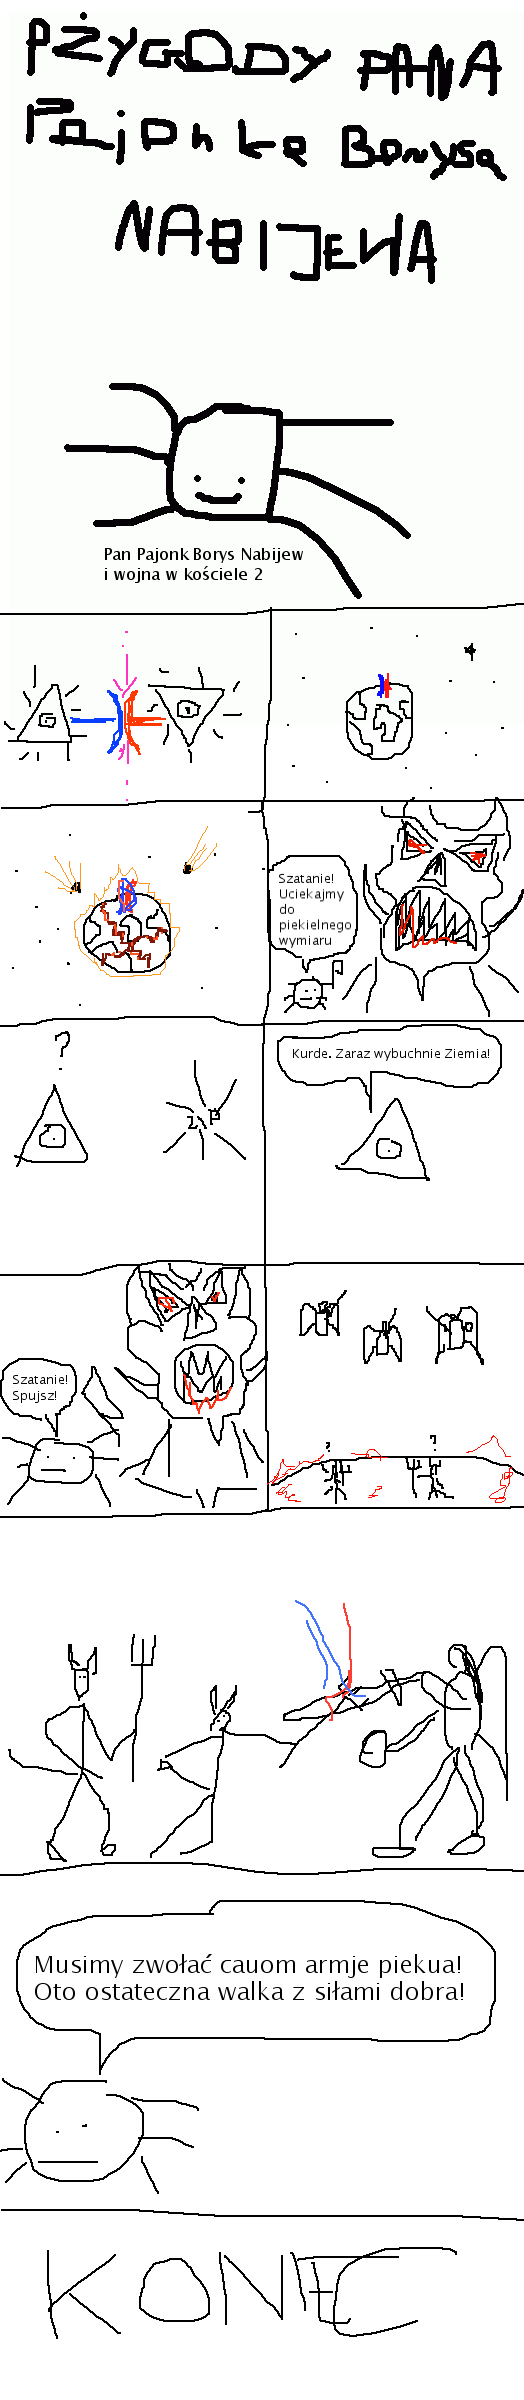 PŻYGODY PANA
Pajonka Borysa
NABIJEWA
Pan Pajonk Borys Nabijew
i wojna w kościele 2
Szatanie!
Uciekajmy
do
piekielnego
wymiaru
?
Kurde. Zaraz wybuchnie Ziemia!
Szatanie!
Spujsz!
? ?
Musimy zwołać cauom armje piekua!
Oto ostateczna walka z siłami dobra!
KONIEC